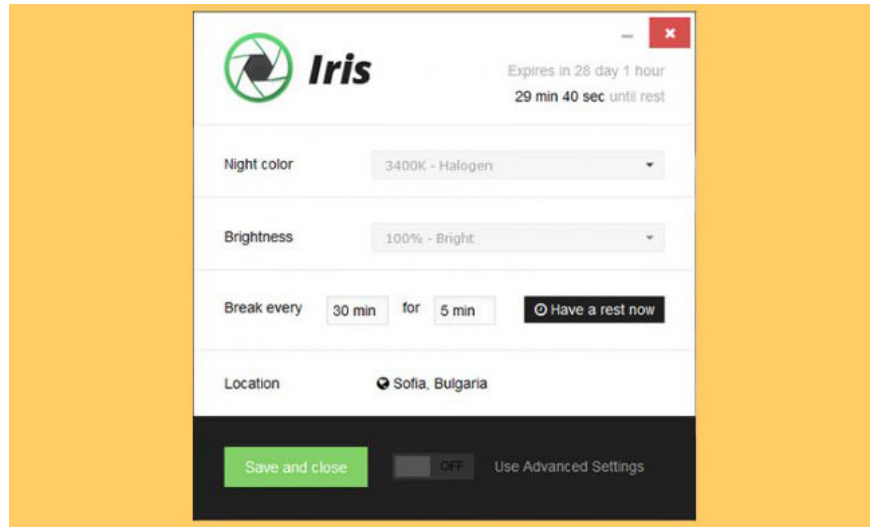 Iris
Expires in 28 day 1 hour
29 min 40 sec until rest
Night color 3400K - Halogen
Brightness 100% - Bright
Break every 30 min for 5 min Have a rest now
Location Sofia, Bulgaria
Save and close OFF Use Advanced Settings